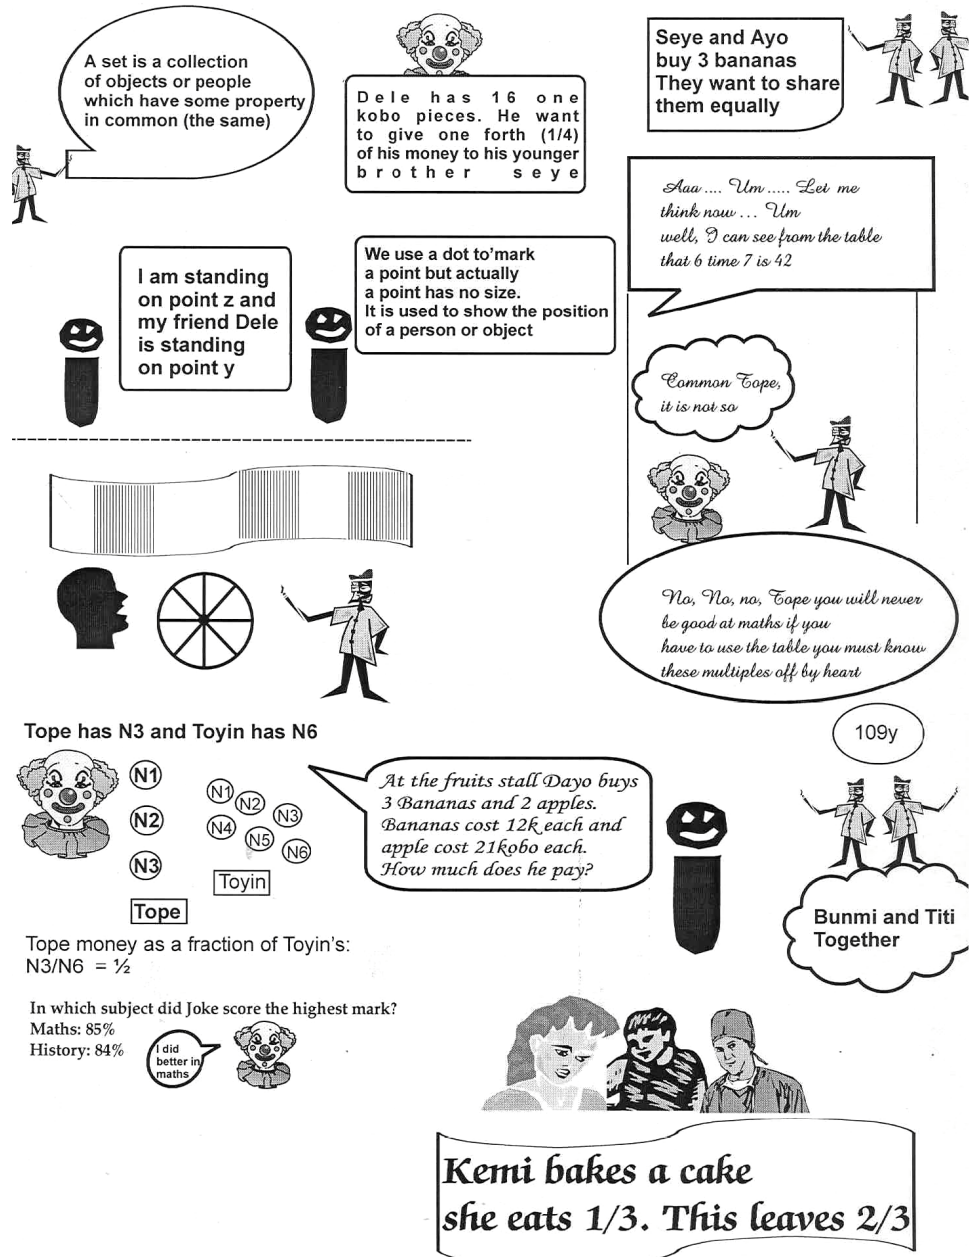 A set is a collection
of objects or people
which have some property
in common (the same)
Dele has 16 one
kobo pieces. He want
to give one forth (1/4)
of his money to his younger
brother seye
Seye and Ayo
buy 3 bananas
They want to share
them equally
Aaa .... Um ..... Let me
think now ... Um
well, I can see from the table
that 6 time 7 is 42
I am standing
on point z and
my friend Dele
is standing
on point y
We use a dot to'mark
a point but actually
a point has no size.
It is used to show the position
of a person or object
Common Tope,
it is not so
No, No, no, Tope you will never
be good at maths if you
have to use the table you must know
these multiples off by heart
Tope has N3 and Toyin has N6
N1
N2
N3
Tope
N1
N2
N3
N4
N5
N6
Toyin
At the fruits stall Dayo buys
3 Bananas and 2 apples.
Bananas cost 12k each and
apple cost 21kobo each.
How much does he pay?
109y
Bunmi and Titi
Together
Tope money as a fraction of Toyin's:
N3/N6 = ½
In which subject did Joke score the highest mark?
Maths: 85%
History: 84%
I did
better in
maths
Kemi bakes a cake
she eats 1/3. This leaves 2/3